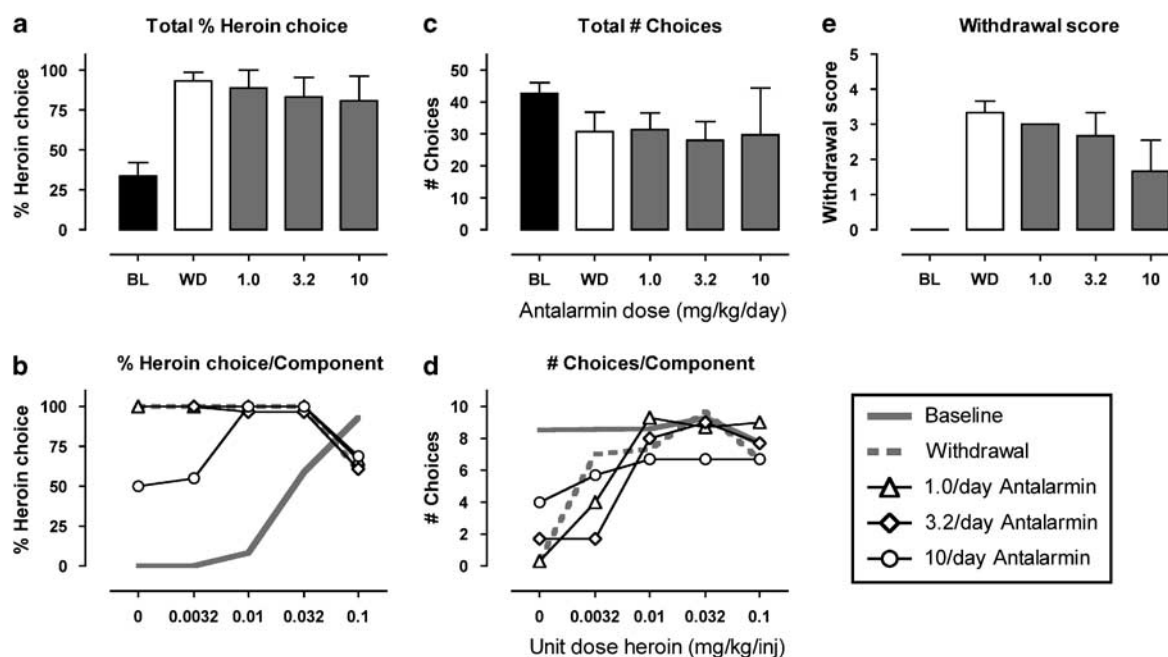 a
Total % Heroin choice
% Heroin choice
100
75
50
25
0
BL WD 1.0 3.2 10
c
Total # Choices
# Choices
50
40
30
20
10
0
BL WD 1.0 3.2 10
Antalarmin dose (mg/kg/day)
e
Withdrawal score
Withdrawal score
5
4
3
2
1
0
BL WD 1.0 3.2 10
b
% Heroin choice/Component
% Heroin choice
100
75
50
25
0
0 0.0032 0.01 0.032 0.1
d
# Choices/Component
# Choices
10
8
6
4
2
0
0 0.0032 0.01 0.032 0.1
Unit dose heroin (mg/kg/inj)
Baseline
Withdrawal
1.0/day Antalarmin
3.2/day Antalarmin
10/day Antalarmin